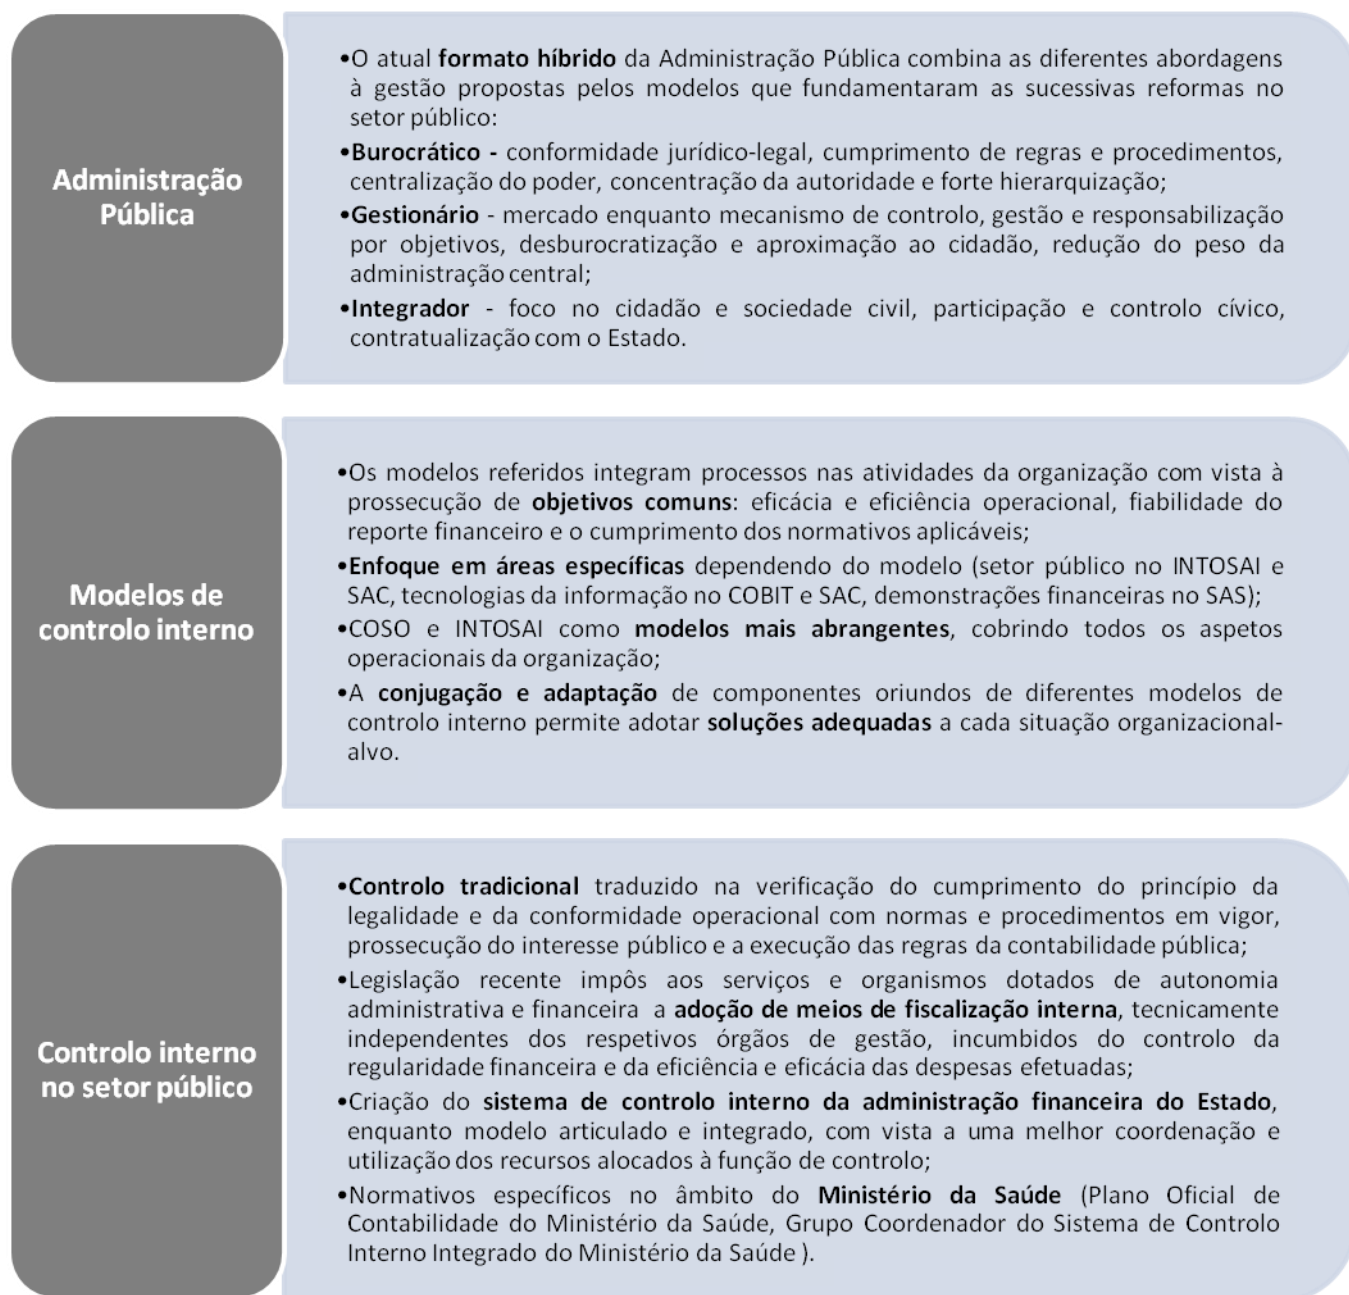 Administração
Pública
•O atual formato híbrido da Administração Pública combina as diferentes abordagens
à gestão propostas pelos modelos que fundamentaram as sucessivas reformas no
setor público:
•Burocrático - conformidade jurídico-legal, cumprimento de regras e procedimentos,
centralização do poder, concentração da autoridade e forte hierarquização;
•Gestionário - mercado enquanto mecanismo de controlo, gestão e responsabilização
por objetivos, desburocratização e aproximação ao cidadão, redução do peso da
administração central;
•Integrador - foco no cidadão e sociedade civil, participação e controlo cívico,
contratualização com o Estado.
Modelos de
controlo interno
•Os modelos referidos integram processos nas atividades da organização com vista à
prossecução de objetivos comuns: eficácia e eficiência operacional, fiabilidade do
reporte financeiro e o cumprimento dos normativos aplicáveis;
•Enfoque em áreas específicas dependendo do modelo (setor público no INTOSAI e
SAC, tecnologias da informação no COBIT e SAC, demonstrações financeiras no SAS);
•COSO e INTOSAI como modelos mais abrangentes, cobrindo todos os aspetos
operacionais da organização;
•A conjugação e adaptação de componentes oriundos de diferentes modelos de
controlo interno permite adotar soluções adequadas a cada situação organizacional-
alvo.
Controlo interno
no setor público
•Controlo tradicional traduzido na verificação do cumprimento do princípio da
legalidade e da conformidade operacional com normas e procedimentos em vigor,
prossecução do interesse público e a execução das regras da contabilidade pública;
•Legislação recente impôs aos serviços e organismos dotados de autonomia
administrativa e financeira a adoção de meios de fiscalização interna, tecnicamente
independentes dos respetivos órgãos de gestão, incumbidos do controlo da
regularidade financeira e da eficiência e eficácia das despesas efetuadas;
•Criação do sistema de controlo interno da administração financeira do Estado,
enquanto modelo articulado e integrado, com vista a uma melhor coordenação e
utilização dos recursos alocados à função de controlo;
•Normativos específicos no âmbito do Ministério da Saúde (Plano Oficial de
Contabilidade do Ministério da Saúde, Grupo Coordenador do Sistema de Controlo
Interno Integrado do Ministério da Saúde ).